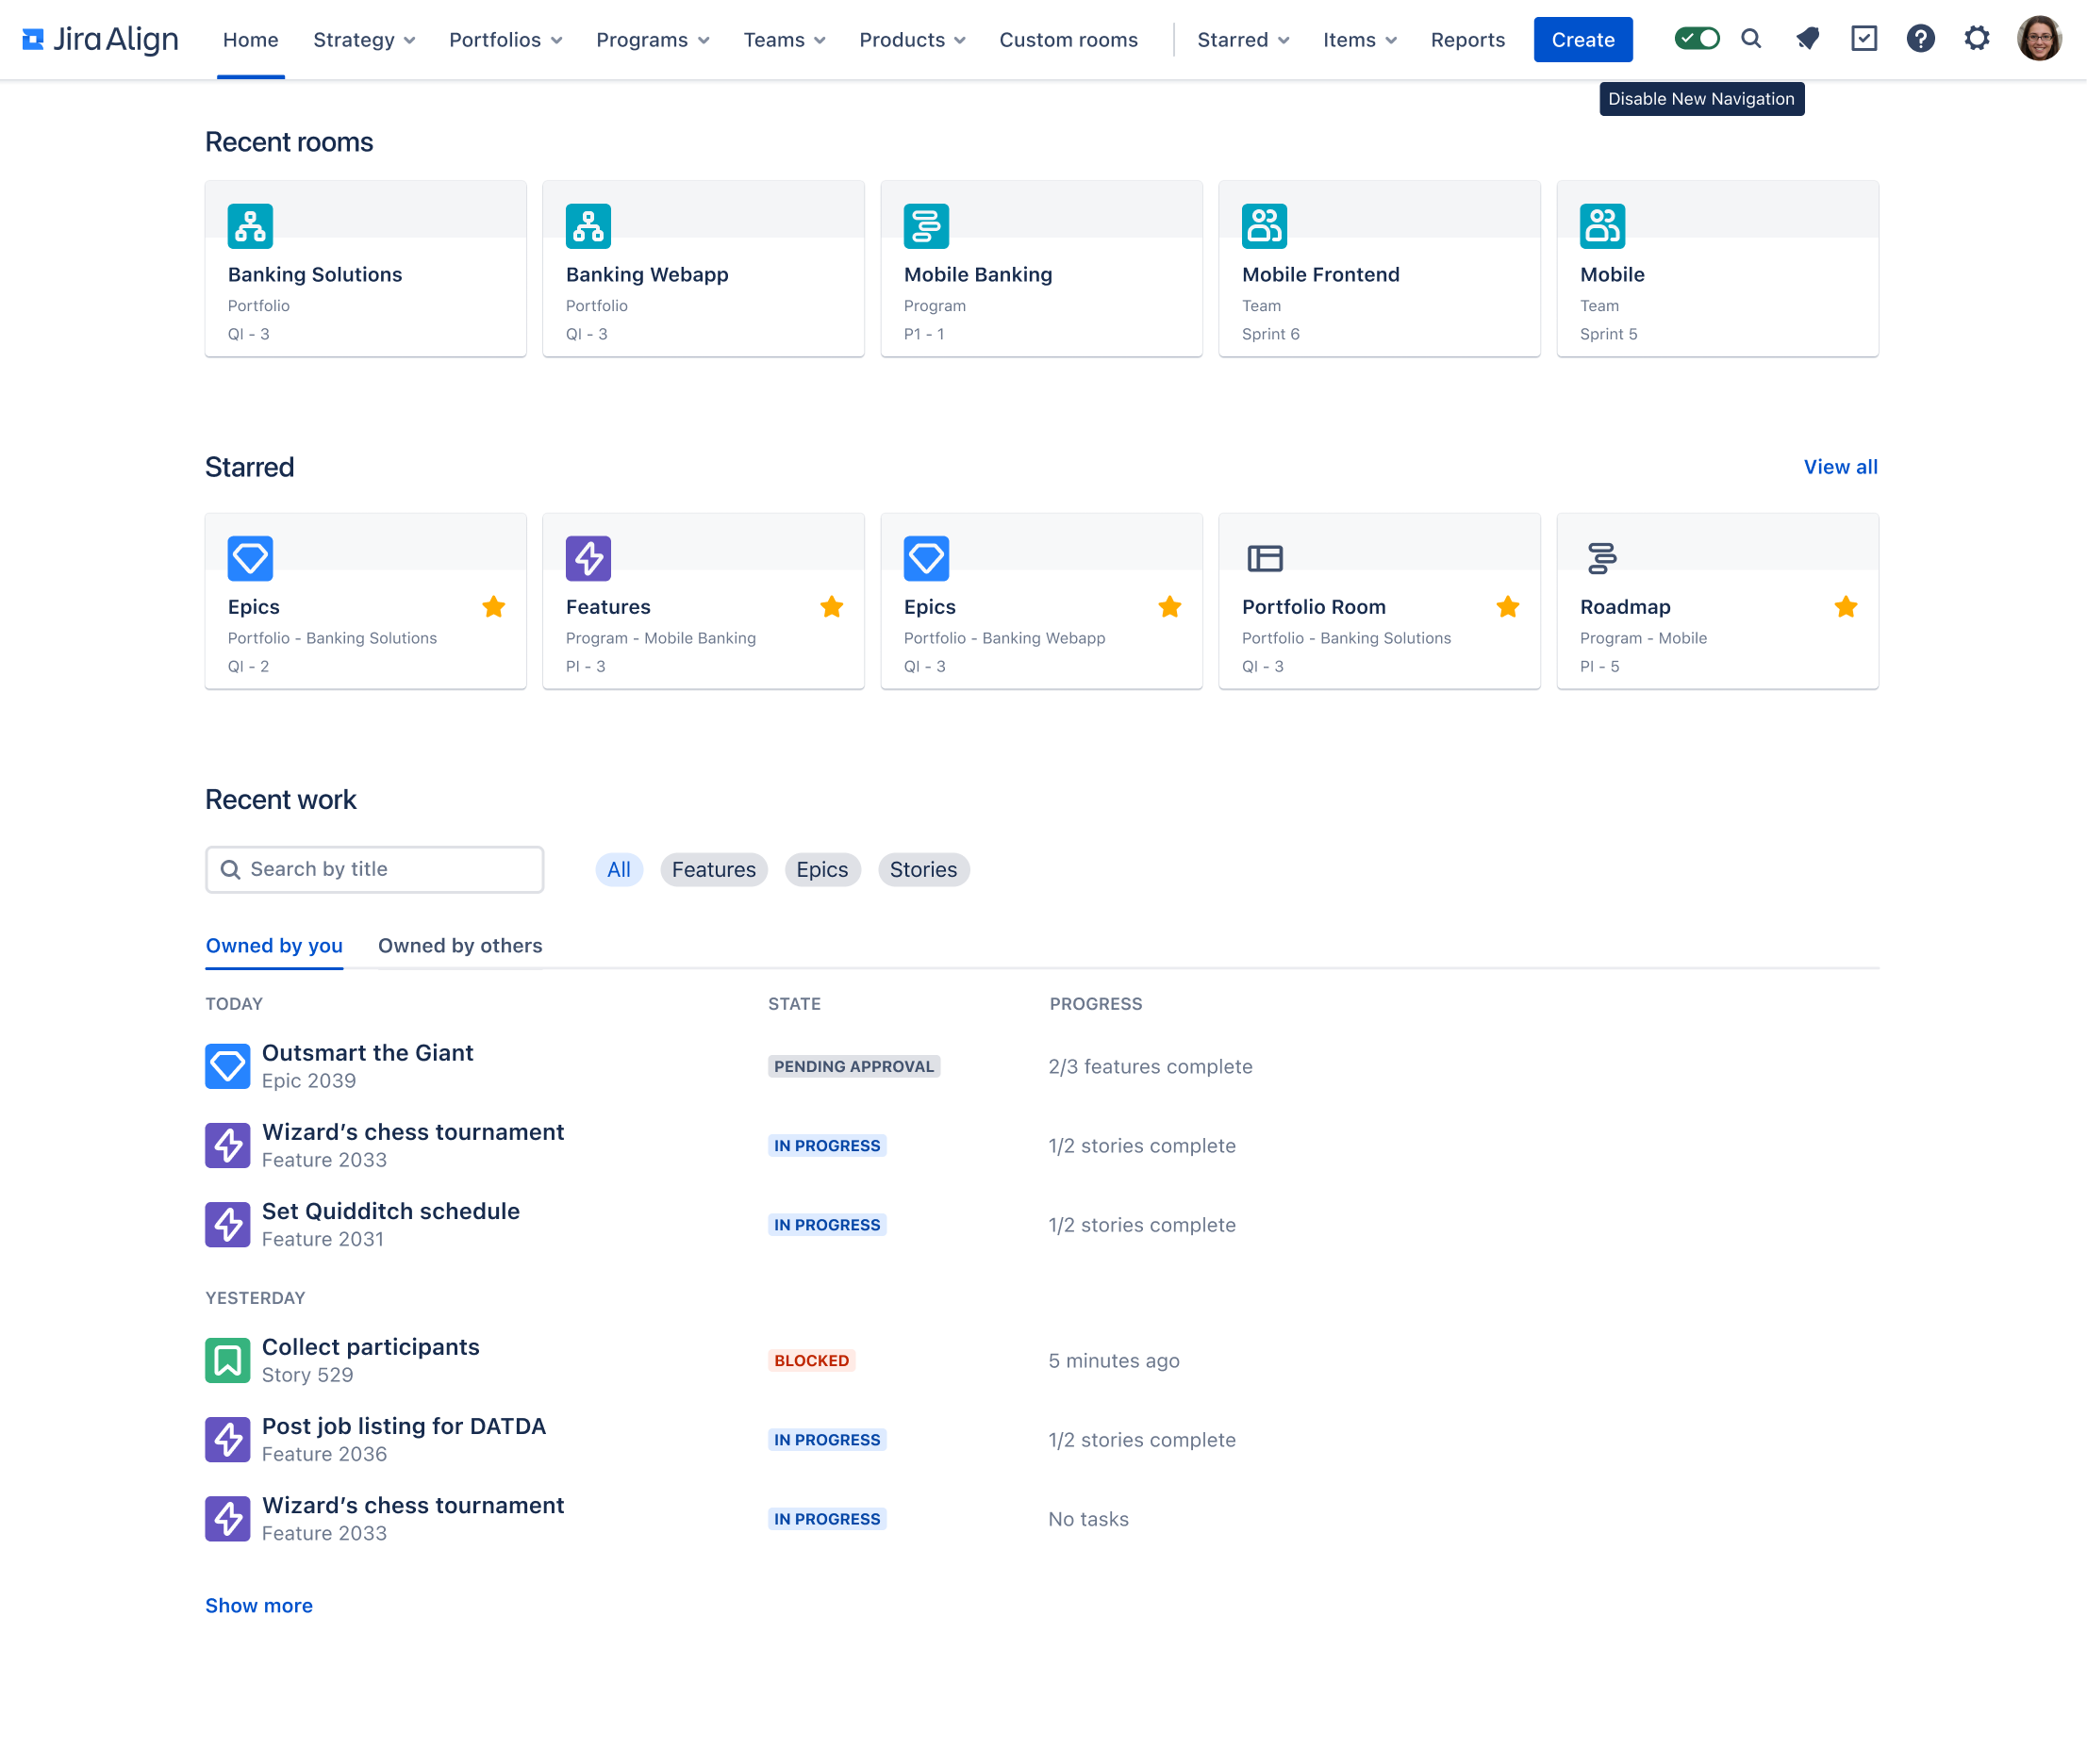 Jira Align Home Strategy Portfolios Programs Teams Products Custom rooms Starred Items Reports Create
Disable New Navigation
Recent rooms
Banking Solutions
Portfolio
QI - 3
Banking Webapp
Portfolio
QI - 3
Mobile Banking
Program
P1 - 1
Mobile Frontend
Team
Sprint 6
Mobile
Team
Sprint 5
Starred View all
Epics
Portfolio - Banking Solutions
QI - 2
Features
Program - Mobile Banking
PI - 3
Epics
Portfolio - Banking Webapp
QI - 3
Portfolio Room
Portfolio - Banking Solutions
QI - 3
Roadmap
Program - Mobile
PI - 5
Recent work
Search by title All Features Epics Stories
Owned by you Owned by others
TODAY STATE PROGRESS
Outsmart the Giant
Epic 2039
PENDING APPROVAL 2/3 features complete
Wizard’s chess tournament
Feature 2033
IN PROGRESS 1/2 stories complete
Set Quidditch schedule
Feature 2031
IN PROGRESS 1/2 stories complete
YESTERDAY
Collect participants
Story 529
BLOCKED 5 minutes ago
Post job listing for DATDA
Feature 2036
IN PROGRESS 1/2 stories complete
Wizard’s chess tournament
Feature 2033
IN PROGRESS No tasks
Show more